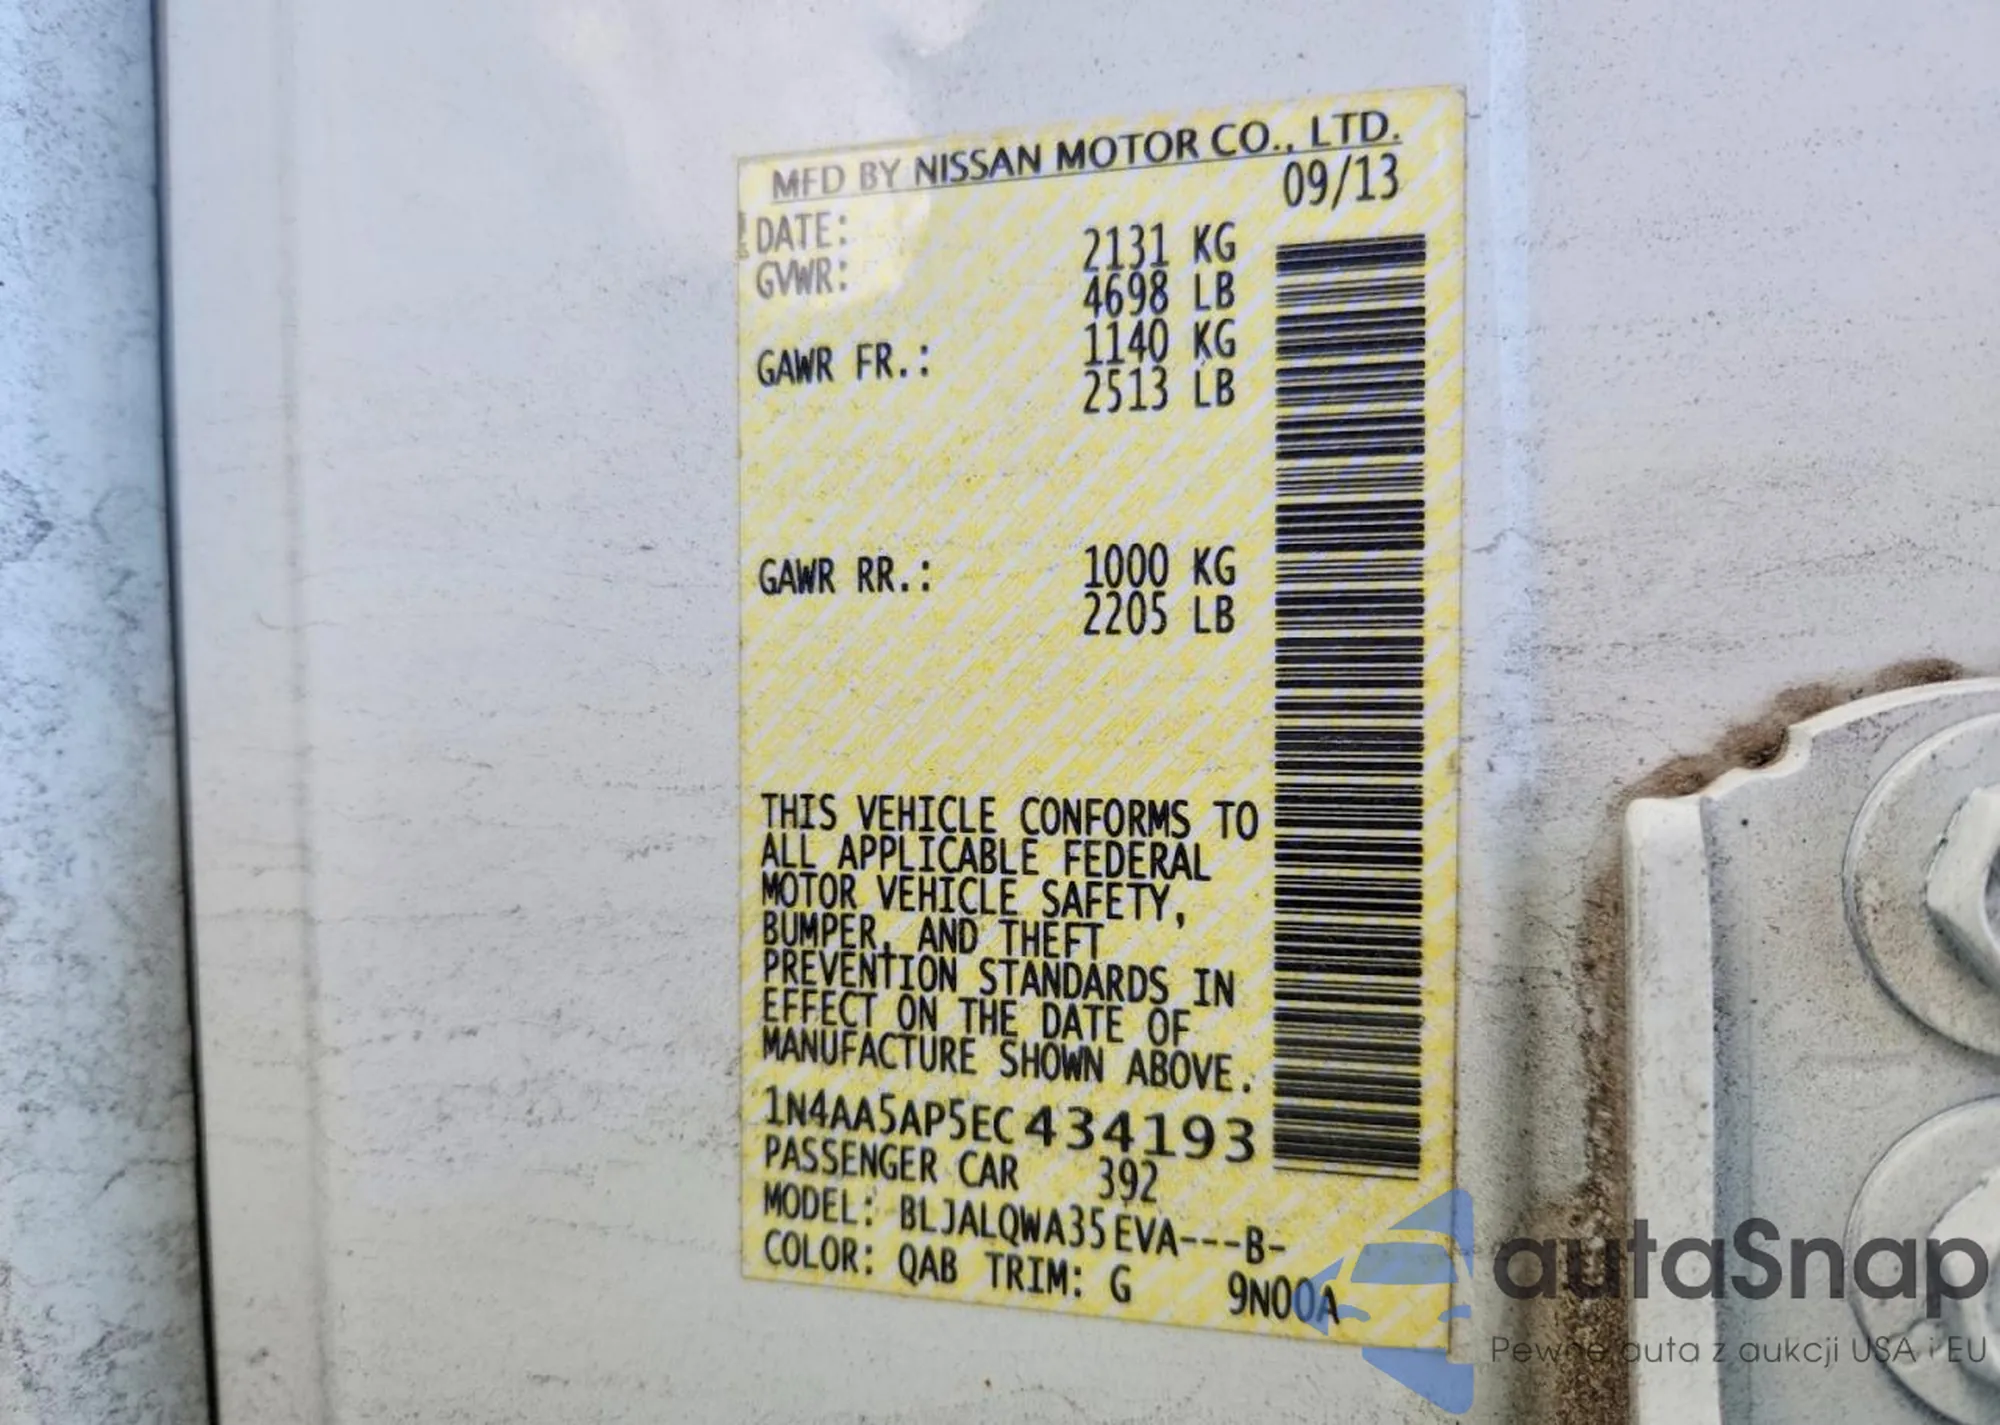 MFD BY NISSAN MOTOR CO., LTD.
DATE: 09/13
GVWR: 2131 KG
4698 LB
GAWR FR.: 1140 KG
2513 LB
GAWR RR.: 1000 KG
2205 LB
THIS VEHICLE CONFORMS TO
ALL APPLICABLE FEDERAL
MOTOR VEHICLE SAFETY,
BUMPER, AND THEFT
PREVENTION STANDARDS IN
EFFECT ON THE DATE OF
MANUFACTURE SHOWN ABOVE.
1N4AA5AP5EC434193
PASSENGER CAR 392
MODEL: BLJALQWA35EVA---B-
COLOR: QAB TRIM: G 9N00A
autaSnap
Pewne auta z aukcji USA i EU